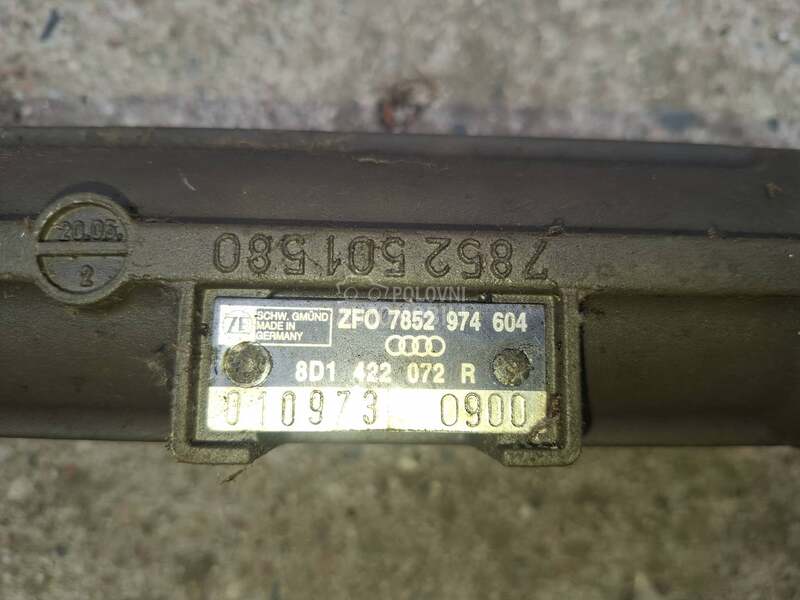 20.05.
2
7852 501 580
POLOVNI
ZF
SCHW. GMÜND
MADE IN
GERMANY
ZFO 7852 974 604
8D1 422 072 R
010973 0900